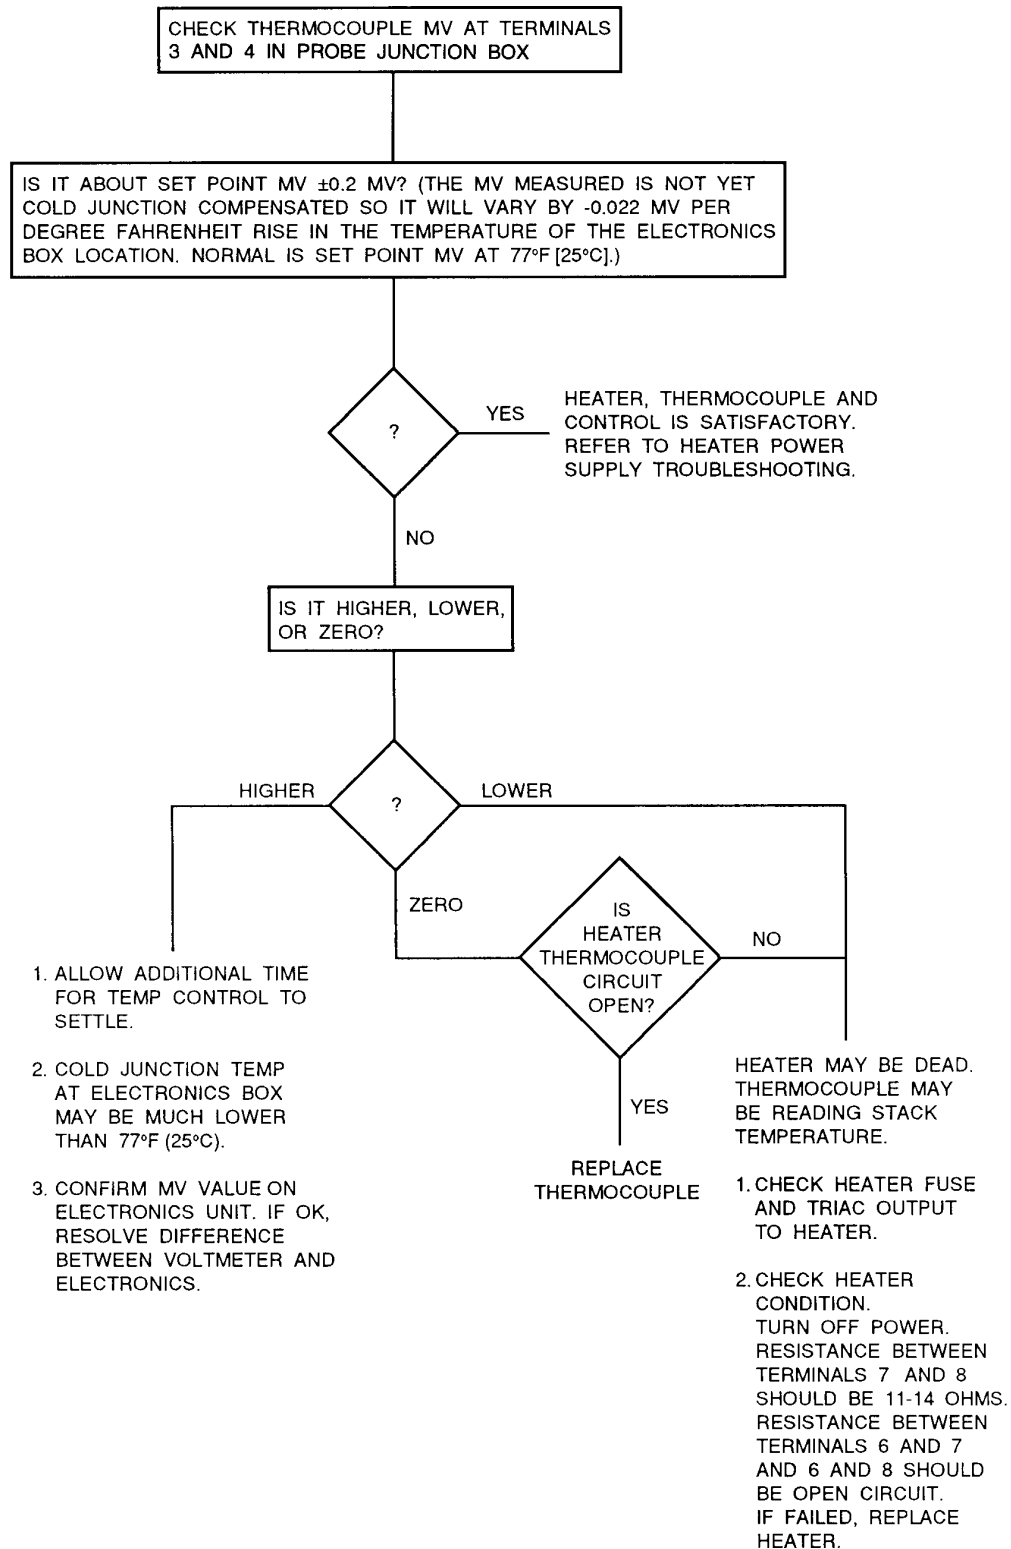 CHECK THERMOCOUPLE MV AT TERMINALS
3 AND 4 IN PROBE JUNCTION BOX
IS IT ABOUT SET POINT MV ±0.2 MV? (THE MV MEASURED IS NOT YET
COLD JUNCTION COMPENSATED SO IT WILL VARY BY -0.022 MV PER
DEGREE FAHRENHEIT RISE IN THE TEMPERATURE OF THE ELECTRONICS
BOX LOCATION. NORMAL IS SET POINT MV AT 77°F [25°C].)
?
YES
HEATER, THERMOCOUPLE AND
CONTROL IS SATISFACTORY.
REFER TO HEATER POWER
SUPPLY TROUBLESHOOTING.
NO
IS IT HIGHER, LOWER,
OR ZERO?
HIGHER
?
LOWER
ZERO
IS
HEATER
THERMOCOUPLE
CIRCUIT
OPEN?
NO
YES
REPLACE
THERMOCOUPLE
1. ALLOW ADDITIONAL TIME
FOR TEMP CONTROL TO
SETTLE.
2. COLD JUNCTION TEMP
AT ELECTRONICS BOX
MAY BE MUCH LOWER
THAN 77°F (25°C).
3. CONFIRM MV VALUE ON
ELECTRONICS UNIT. IF OK,
RESOLVE DIFFERENCE
BETWEEN VOLTMETER AND
ELECTRONICS.
HEATER MAY BE DEAD.
THERMOCOUPLE MAY
BE READING STACK
TEMPERATURE.
1. CHECK HEATER FUSE
AND TRIAC OUTPUT
TO HEATER.
2. CHECK HEATER
CONDITION.
TURN OFF POWER.
RESISTANCE BETWEEN
TERMINALS 7 AND 8
SHOULD BE 11-14 OHMS.
RESISTANCE BETWEEN
TERMINALS 6 AND 7
AND 6 AND 8 SHOULD
BE OPEN CIRCUIT.
IF FAILED, REPLACE
HEATER.